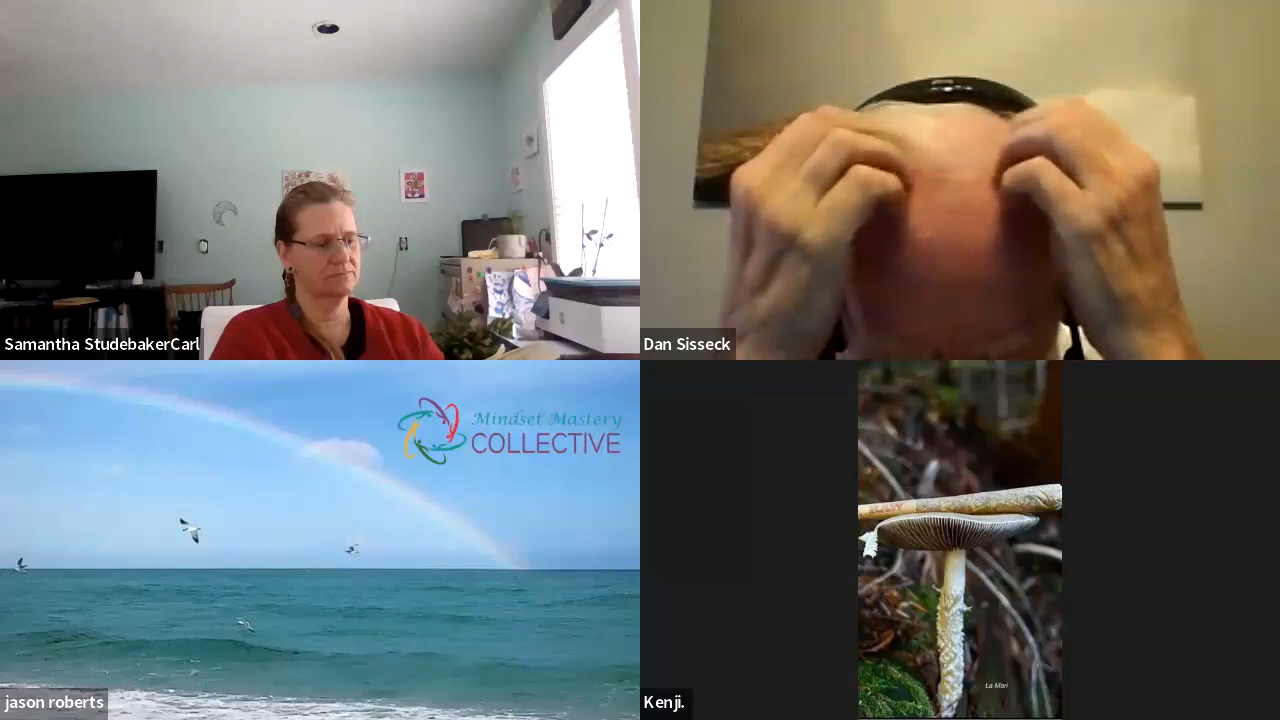 Samantha StudebakerCarl
Dan Sisseck
Mindset Mastery
COLLECTIVE
jason roberts
La Mari
Kenji.